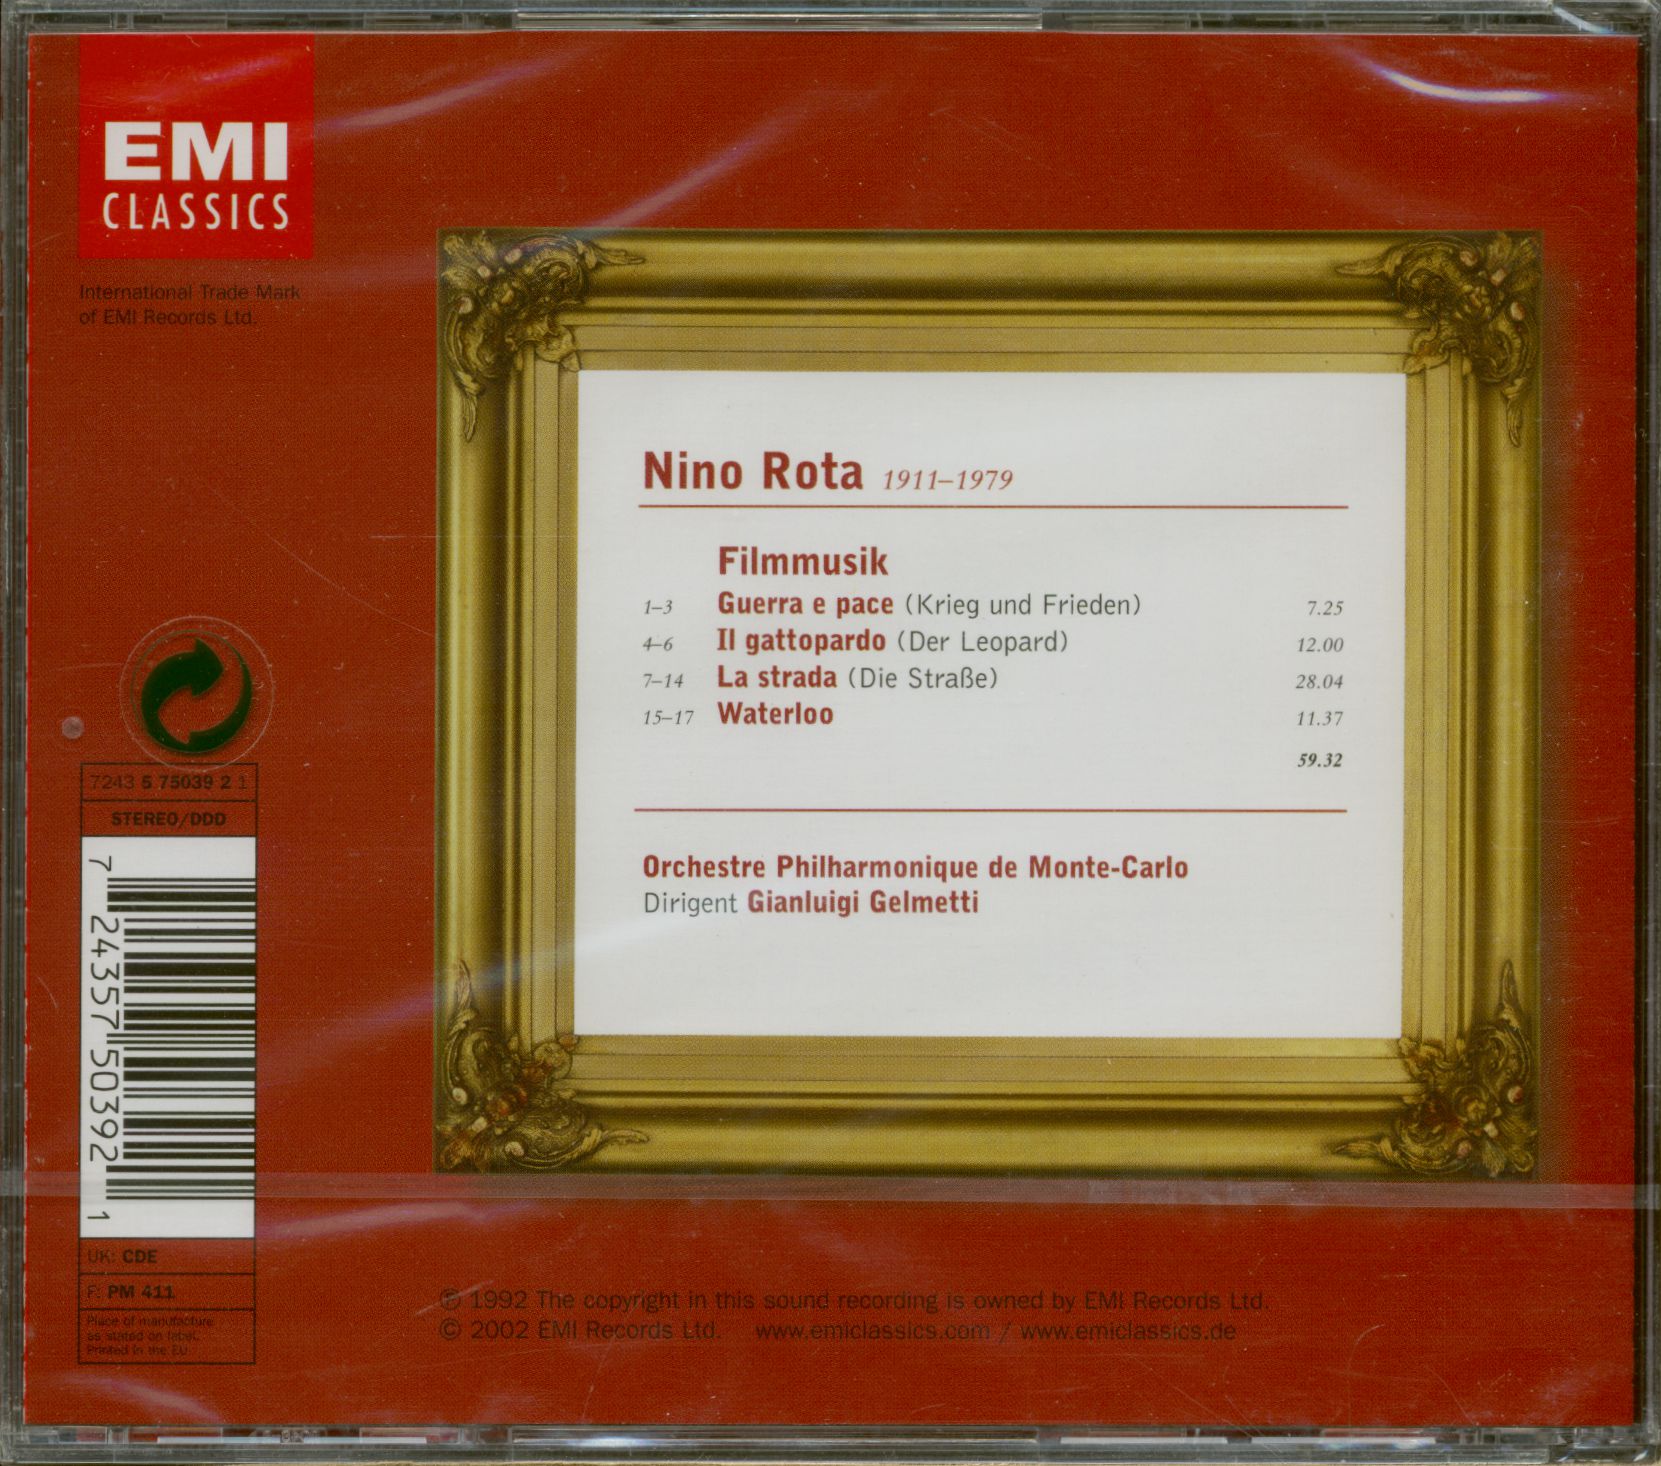 EMI
CLASSICS
International Trade Mark
of EMI Records Ltd.
Nino Rota 1911–1979
Filmmusik
1–3 Guerra e pace (Krieg und Frieden) 7.25
4–6 Il gattopardo (Der Leopard) 12.00
7–14 La strada (Die Straße) 28.04
15–17 Waterloo 11.37
59.32
Orchestre Philharmonique de Monte-Carlo
Dirigent Gianluigi Gelmetti
7243 5 75039 2 1
STEREO/DDD
7 24357 50392 1
UK: CDE
F: PM 411
Place of manufacture
as stated on label.
Printed in the EU
℗ 1992 The copyright in this sound recording is owned by EMI Records Ltd.
© 2002 EMI Records Ltd. www.emiclassics.com / www.emiclassics.de